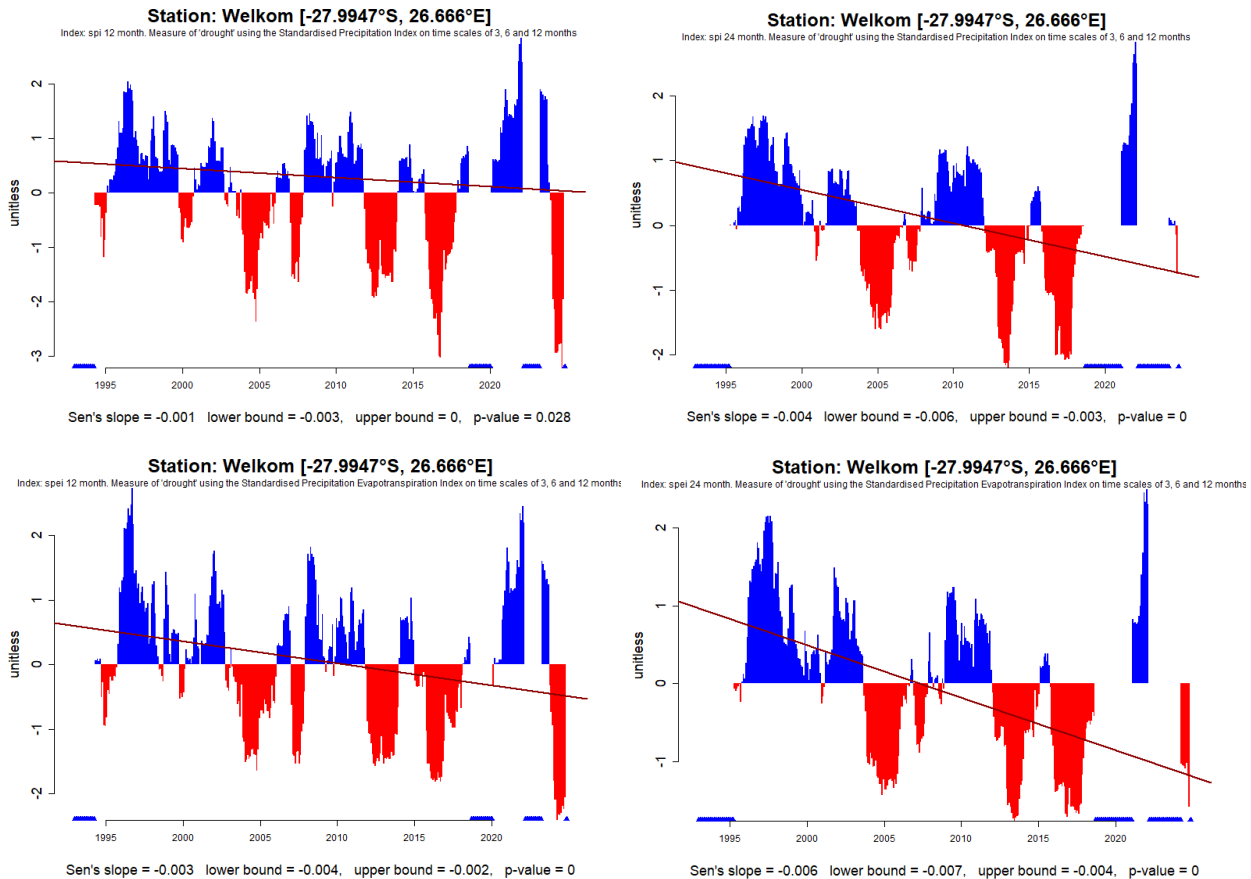 Station: Welkom [-27.9947°S, 26.666°E]
Index: spi 12 month. Measure of 'drought' using the Standardised Precipitation Index on time scales of 3, 6 and 12 months
unitless
2
1
0
-1
-2
-3
1995 2000 2005 2010 2015 2020
Sen's slope = -0.001 lower bound = -0.003, upper bound = 0, p-value = 0.028
Station: Welkom [-27.9947°S, 26.666°E]
Index: spi 24 month. Measure of 'drought' using the Standardised Precipitation Index on time scales of 3, 6 and 12 months
unitless
2
1
0
-1
-2
1995 2000 2005 2010 2015 2020
Sen's slope = -0.004 lower bound = -0.006, upper bound = -0.003, p-value = 0
Station: Welkom [-27.9947°S, 26.666°E]
Index: spei 12 month. Measure of 'drought' using the Standardised Precipitation Evapotranspiration Index on time scales of 3, 6 and 12 months
unitless
2
1
0
-1
-2
1995 2000 2005 2010 2015 2020
Sen's slope = -0.003 lower bound = -0.004, upper bound = -0.002, p-value = 0
Station: Welkom [-27.9947°S, 26.666°E]
Index: spei 24 month. Measure of 'drought' using the Standardised Precipitation Evapotranspiration Index on time scales of 3, 6 and 12 months
unitless
2
1
0
-1
1995 2000 2005 2010 2015 2020
Sen's slope = -0.006 lower bound = -0.007, upper bound = -0.004, p-value = 0